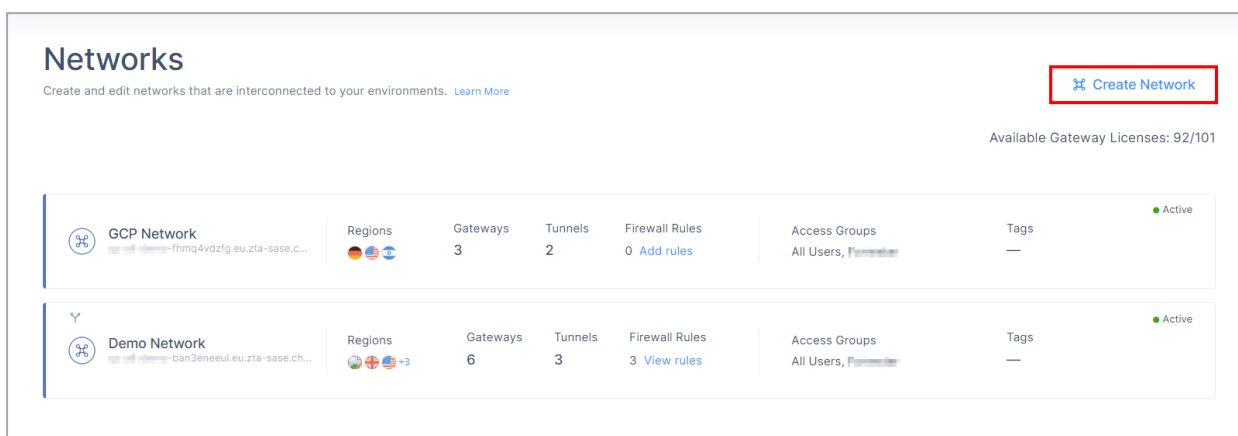 Networks
Create and edit networks that are interconnected to your environments. Learn More
Create Network
Available Gateway Licenses: 92/101
Active
GCP Network
-fhmq4vdzfg.eu.zta-sase.c...
Regions
Gateways
3
Tunnels
2
Firewall Rules
0 Add rules
Access Groups
All Users,
Tags
—
Active
Demo Network
-ban3eneeul.eu.zta-sase.ch...
Regions
+3
Gateways
6
Tunnels
3
Firewall Rules
3 View rules
Access Groups
All Users,
Tags
—